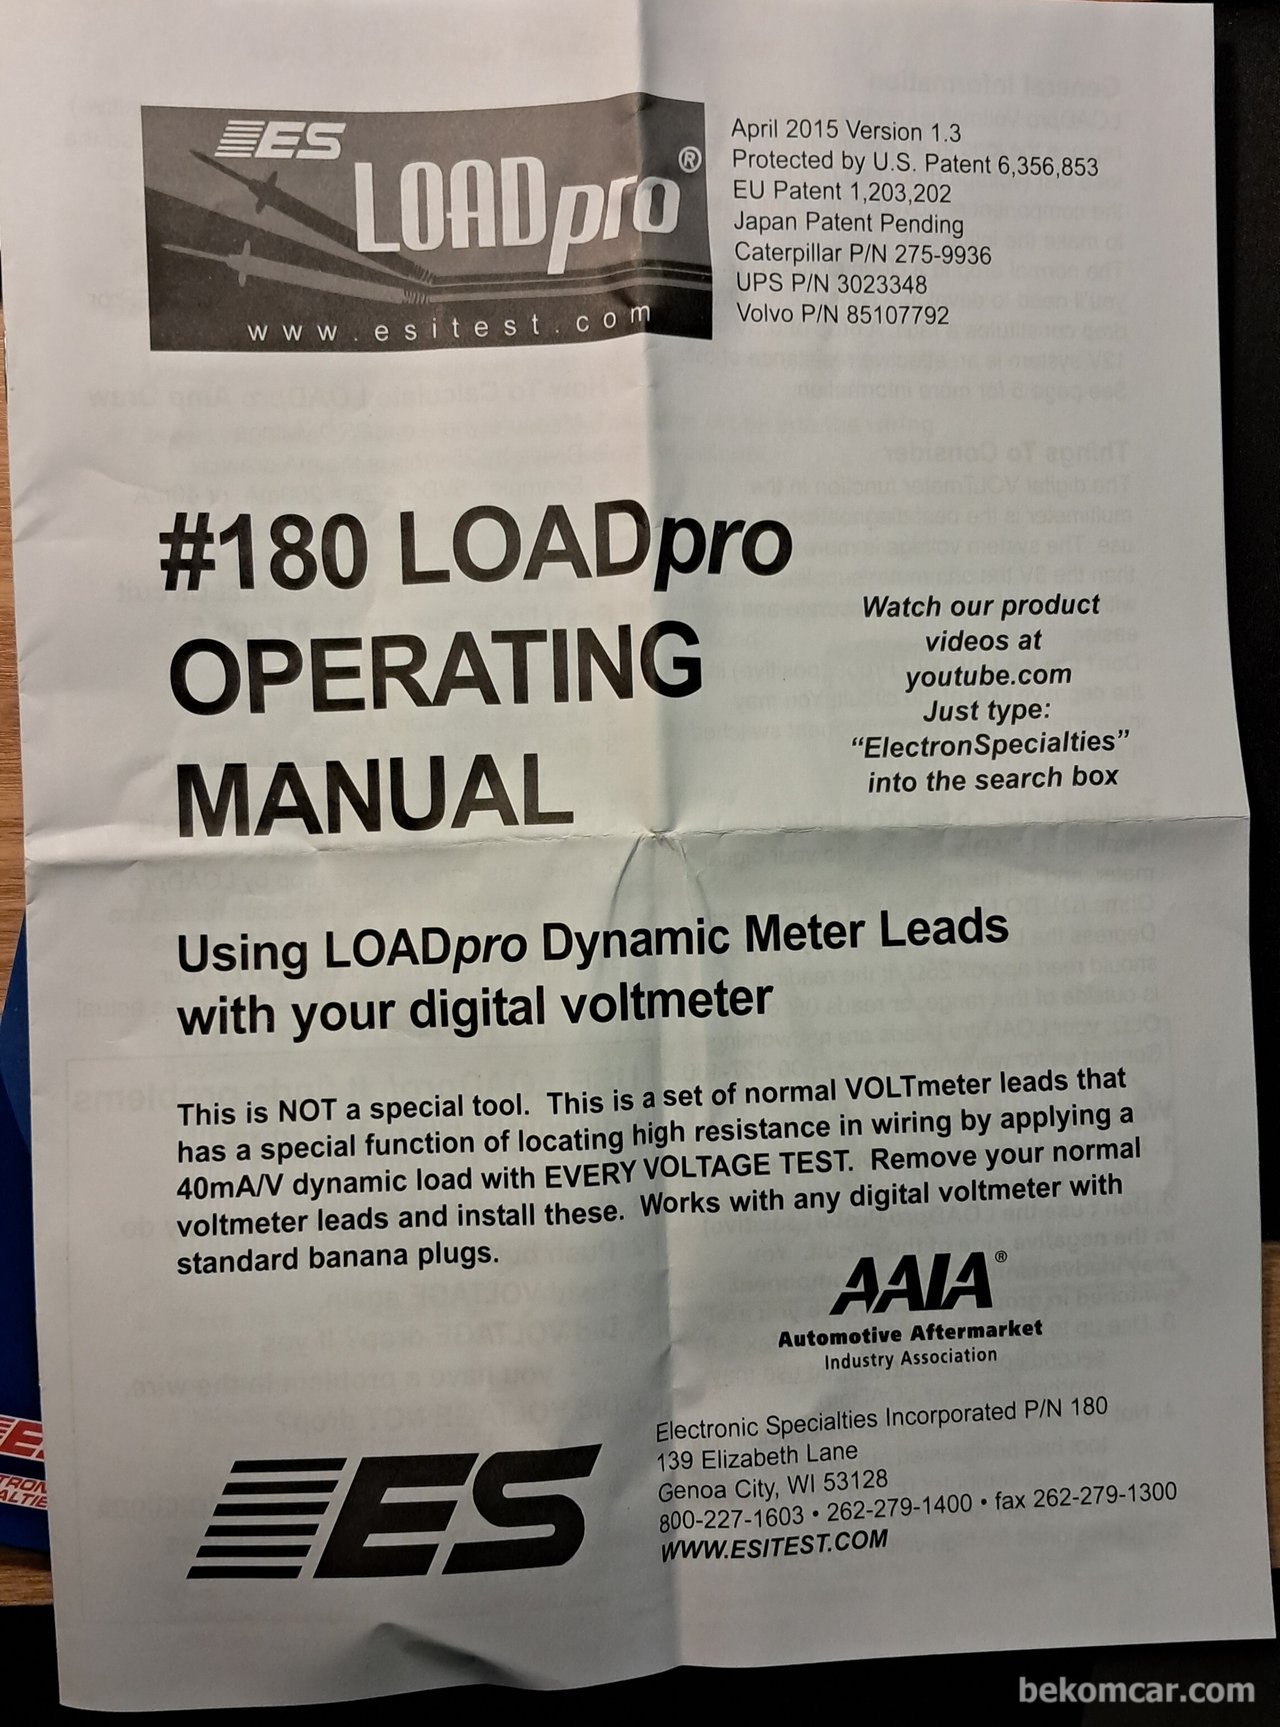 ES
LOADpro®
www.esitest.com
April 2015 Version 1.3
Protected by U.S. Patent 6,356,853
EU Patent 1,203,202
Japan Patent Pending
Caterpillar P/N 275-9936
UPS P/N 3023348
Volvo P/N 85107792
#180 LOADpro
OPERATING
MANUAL
Watch our product
videos at
youtube.com
Just type:
“ElectronSpecialties”
into the search box
Using LOADpro Dynamic Meter Leads
with your digital voltmeter
This is NOT a special tool. This is a set of normal VOLTmeter leads that
has a special function of locating high resistance in wiring by applying a
40mA/V dynamic load with EVERY VOLTAGE TEST. Remove your normal
voltmeter leads and install these. Works with any digital voltmeter with
standard banana plugs.
AAIA®
Automotive Aftermarket
Industry Association
ES
Electronic Specialties Incorporated P/N 180
139 Elizabeth Lane
Genoa City, WI 53128
800-227-1603 • 262-279-1400 • fax 262-279-1300
WWW.ESITEST.COM
bekomcar.com